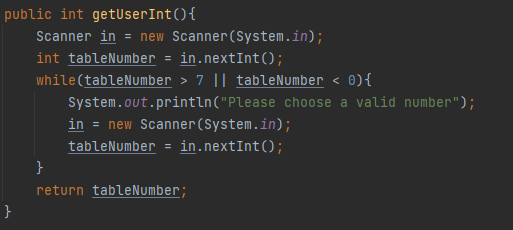 public int getUserInt(){
Scanner in = new Scanner(System.in);
int tableNumber = in.nextInt();
while(tableNumber > 7 || tableNumber < 0){
System.out.println("Please choose a valid number");
in = new Scanner(System.in);
tableNumber = in.nextInt();
}
return tableNumber;
}